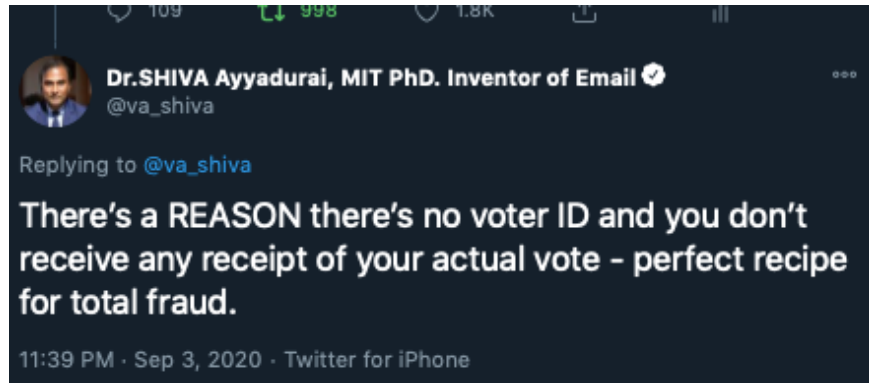 109 998 1.8K
Dr.SHIVA Ayyadurai, MIT PhD. Inventor of Email
@va_shiva
Replying to @va_shiva
There's a REASON there's no voter ID and you don't
receive any receipt of your actual vote - perfect recipe
for total fraud.
11:39 PM · Sep 3, 2020 · Twitter for iPhone